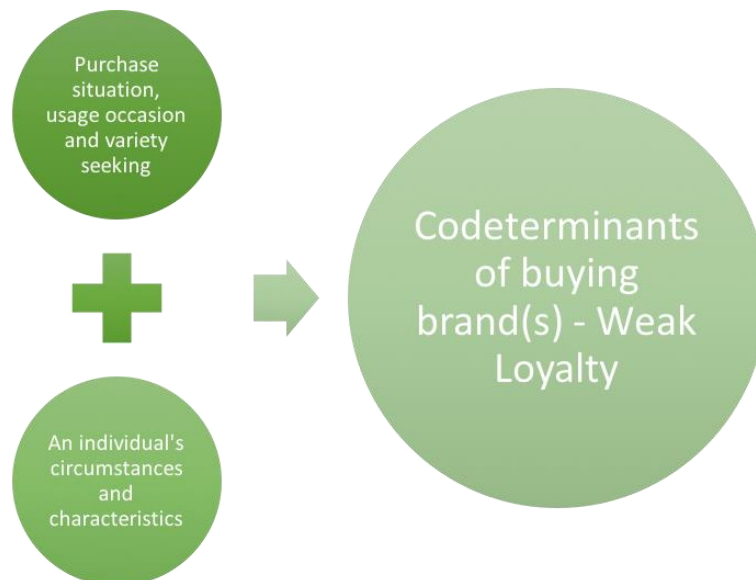 Purchase
situation,
usage occasion
and variety
seeking
An individual's
circumstances
and
characteristics
Codeterminants
of buying
brand(s) - Weak
Loyalty